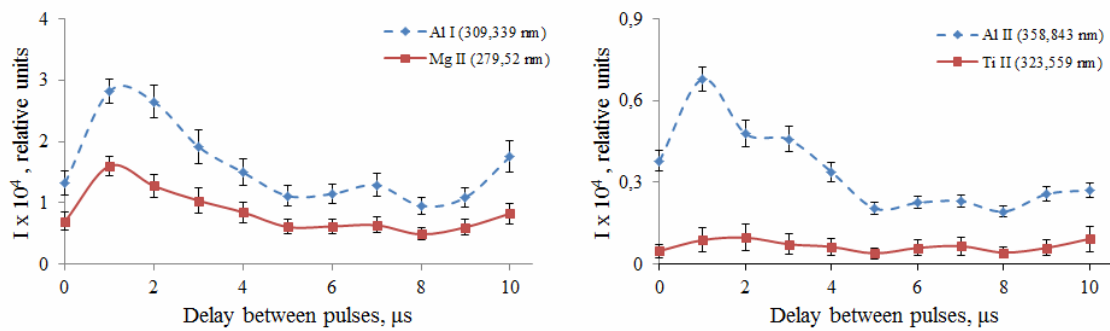 4
3
2
1
0
I x 10⁴ , relative units
Al I (309,339 nm)
Mg II (279,52 nm)
0 2 4 6 8 10
Delay between pulses, μs
0,9
0,6
0,3
0
I x 10⁴ , relative units
Al II (358,843 nm)
Ti II (323,559 nm)
0 2 4 6 8 10
Delay between pulses, μs